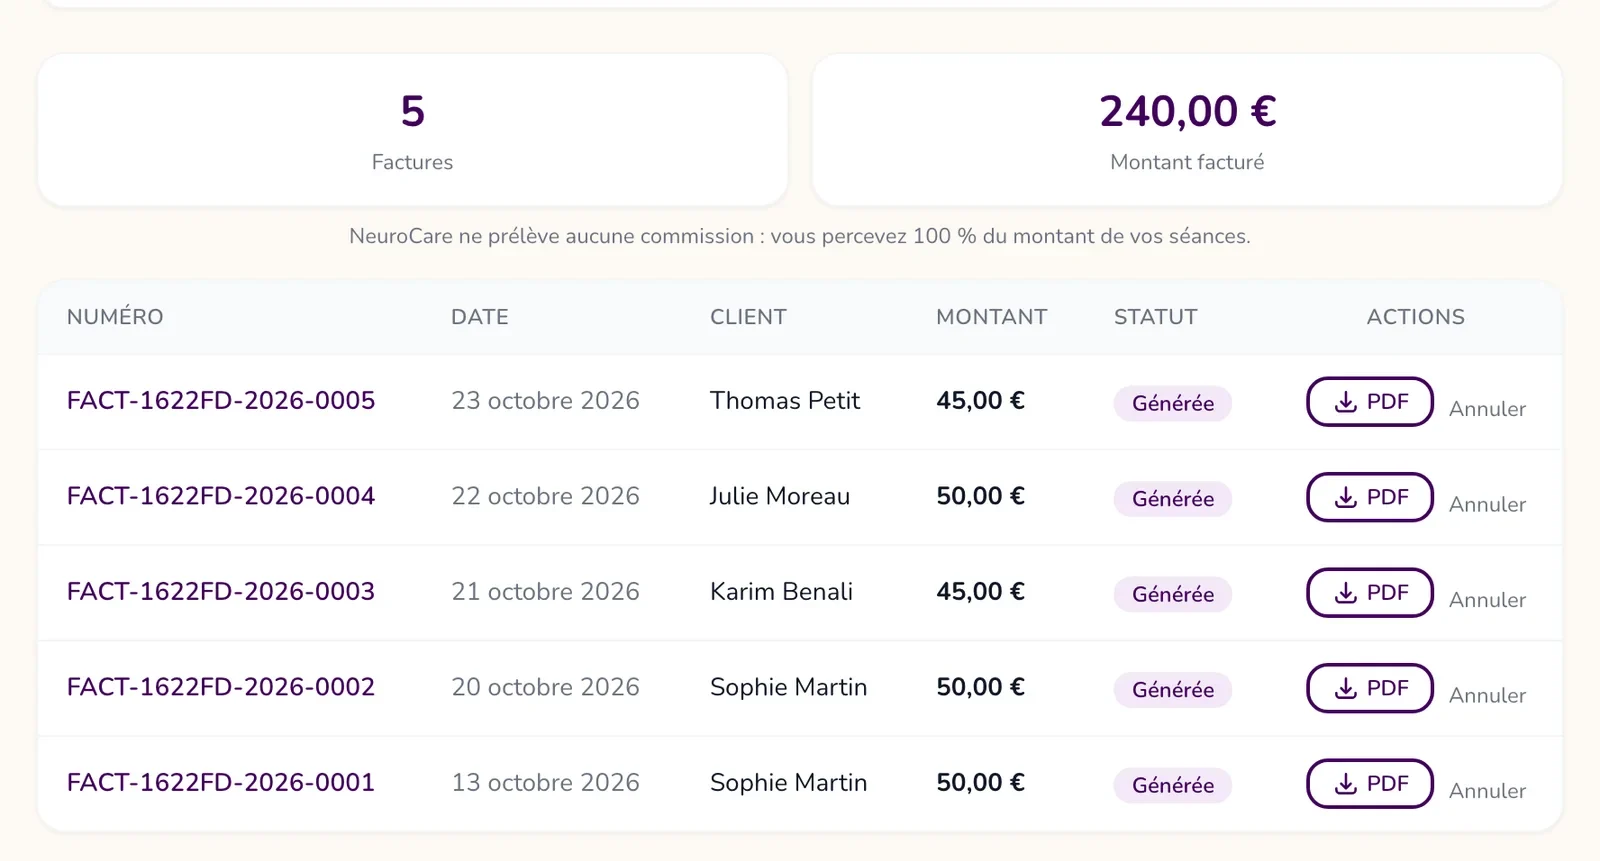 5
Factures
240,00 €
Montant facturé
NeuroCare ne prélève aucune commission : vous percevez 100 % du montant de vos séances.
NUMÉRO DATE CLIENT MONTANT STATUT ACTIONS
FACT-1622FD-2026-0005 23 octobre 2026 Thomas Petit 45,00 € Générée PDF Annuler
FACT-1622FD-2026-0004 22 octobre 2026 Julie Moreau 50,00 € Générée PDF Annuler
FACT-1622FD-2026-0003 21 octobre 2026 Karim Benali 45,00 € Générée PDF Annuler
FACT-1622FD-2026-0002 20 octobre 2026 Sophie Martin 50,00 € Générée PDF Annuler
FACT-1622FD-2026-0001 13 octobre 2026 Sophie Martin 50,00 € Générée PDF Annuler